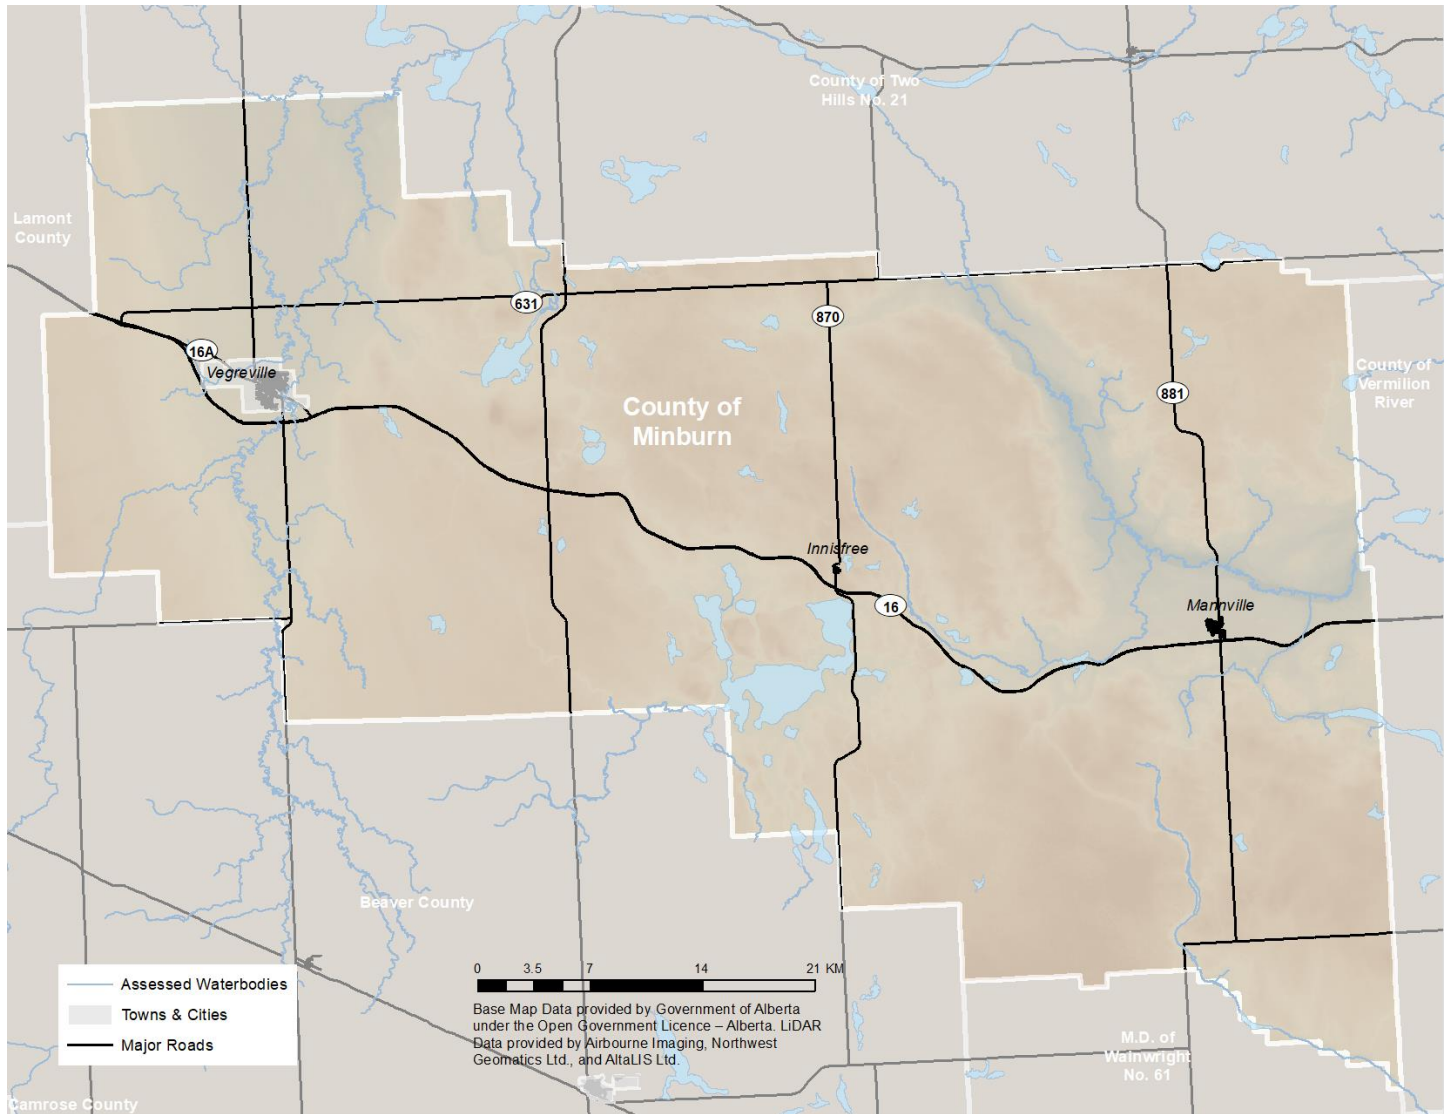 County of Two
Hills No. 21
Lamont
County
631
870
16A
Vegreville
County of
Vermilion
River
881
County of
Minburn
Innisfree
16
Mannville
Beaver County
0 3.5 7 14 21 KM
Assessed Waterbodies
Towns & Cities
Major Roads
Base Map Data provided by Government of Alberta
under the Open Government Licence – Alberta. LiDAR
Data provided by Airbourne Imaging, Northwest
Geomatics Ltd., and AltaLIS Ltd.
M.D. of
Wainwright
No. 61
Camrose County